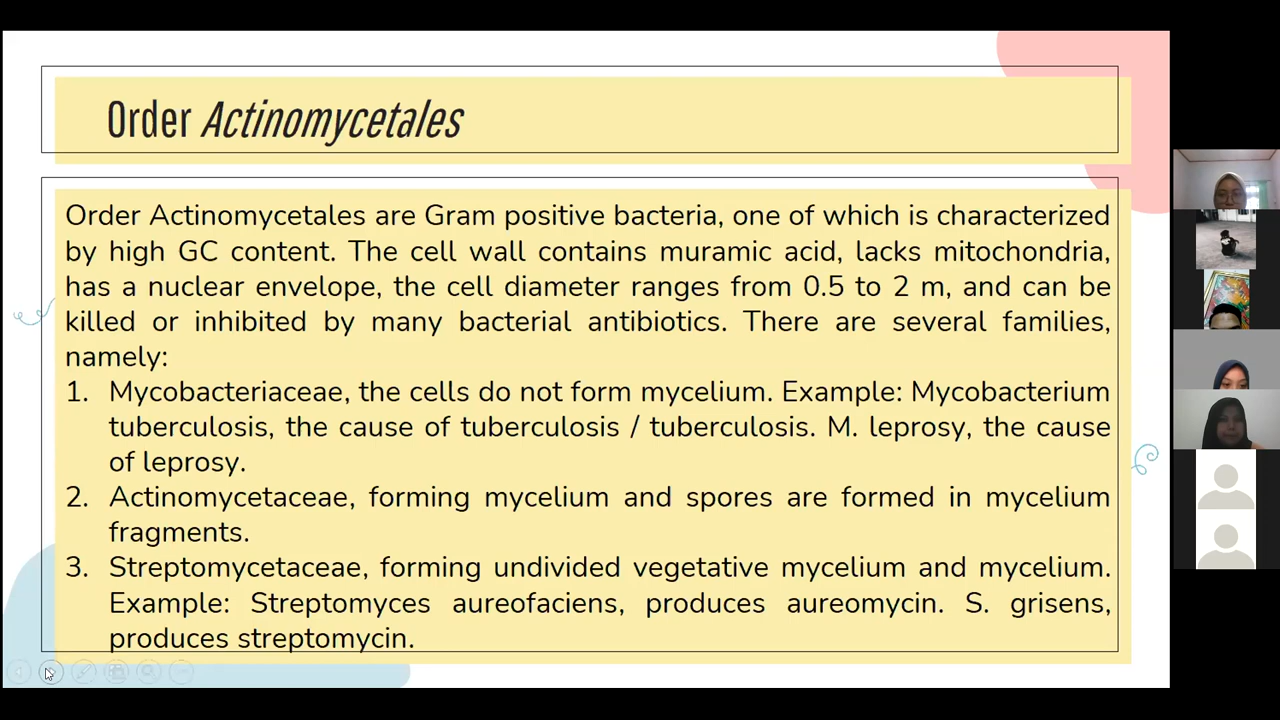 Order Actinomycetales
Order Actinomycetales are Gram positive bacteria, one of which is characterized
by high GC content. The cell wall contains muramic acid, lacks mitochondria,
has a nuclear envelope, the cell diameter ranges from 0.5 to 2 m, and can be
killed or inhibited by many bacterial antibiotics. There are several families,
namely:
1. Mycobacteriaceae, the cells do not form mycelium. Example: Mycobacterium
tuberculosis, the cause of tuberculosis / tuberculosis. M. leprosy, the cause
of leprosy.
2. Actinomycetaceae, forming mycelium and spores are formed in mycelium
fragments.
3. Streptomycetaceae, forming undivided vegetative mycelium and mycelium.
Example: Streptomyces aureofaciens, produces aureomycin. S. grisens,
produces streptomycin.